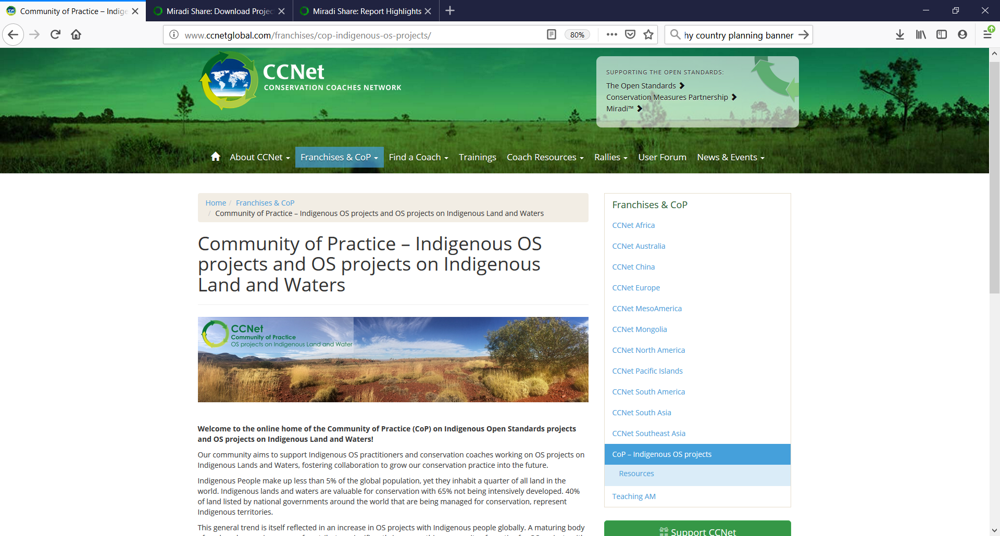 Community of Practice – Indige
Miradi Share: Download Projec
Miradi Share: Report Highlights
www.ccnetglobal.com/franchises/cop-indigenous-os-projects/
80%
hy country planning banner
CCNet
CONSERVATION COACHES NETWORK
SUPPORTING THE OPEN STANDARDS:
The Open Standards
Conservation Measures Partnership
Miradi™
About CCNet
Franchises & CoP
Find a Coach
Trainings
Coach Resources
Rallies
User Forum
News & Events
Home / Franchises & CoP
/ Community of Practice – Indigenous OS projects and OS projects on Indigenous Land and Waters
Community of Practice – Indigenous OS
projects and OS projects on Indigenous
Land and Waters
CCNet
Community of Practice
OS projects on Indigenous Land and Water
Welcome to the online home of the Community of Practice (CoP) on Indigenous Open Standards projects
and OS projects on Indigenous Land and Waters!
Our community aims to support Indigenous OS practitioners and conservation coaches working on OS projects on
Indigenous Lands and Waters, fostering collaboration to grow our conservation practice into the future.
Indigenous People make up less than 5% of the global population, yet they inhabit a quarter of all land in the
world. Indigenous lands and waters are valuable for conservation with 65% not being intensively developed. 40%
of land listed by national governments around the world that are being managed for conservation, represent
Indigenous territories.
This general trend is itself reflected in an increase in OS projects with Indigenous people globally. A maturing body
Franchises & CoP
CCNet Africa
CCNet Australia
CCNet China
CCNet Europe
CCNet MesoAmerica
CCNet Mongolia
CCNet North America
CCNet Pacific Islands
CCNet South America
CCNet South Asia
CCNet Southeast Asia
CoP – Indigenous OS projects
Resources
Teaching AM
Support CCNet